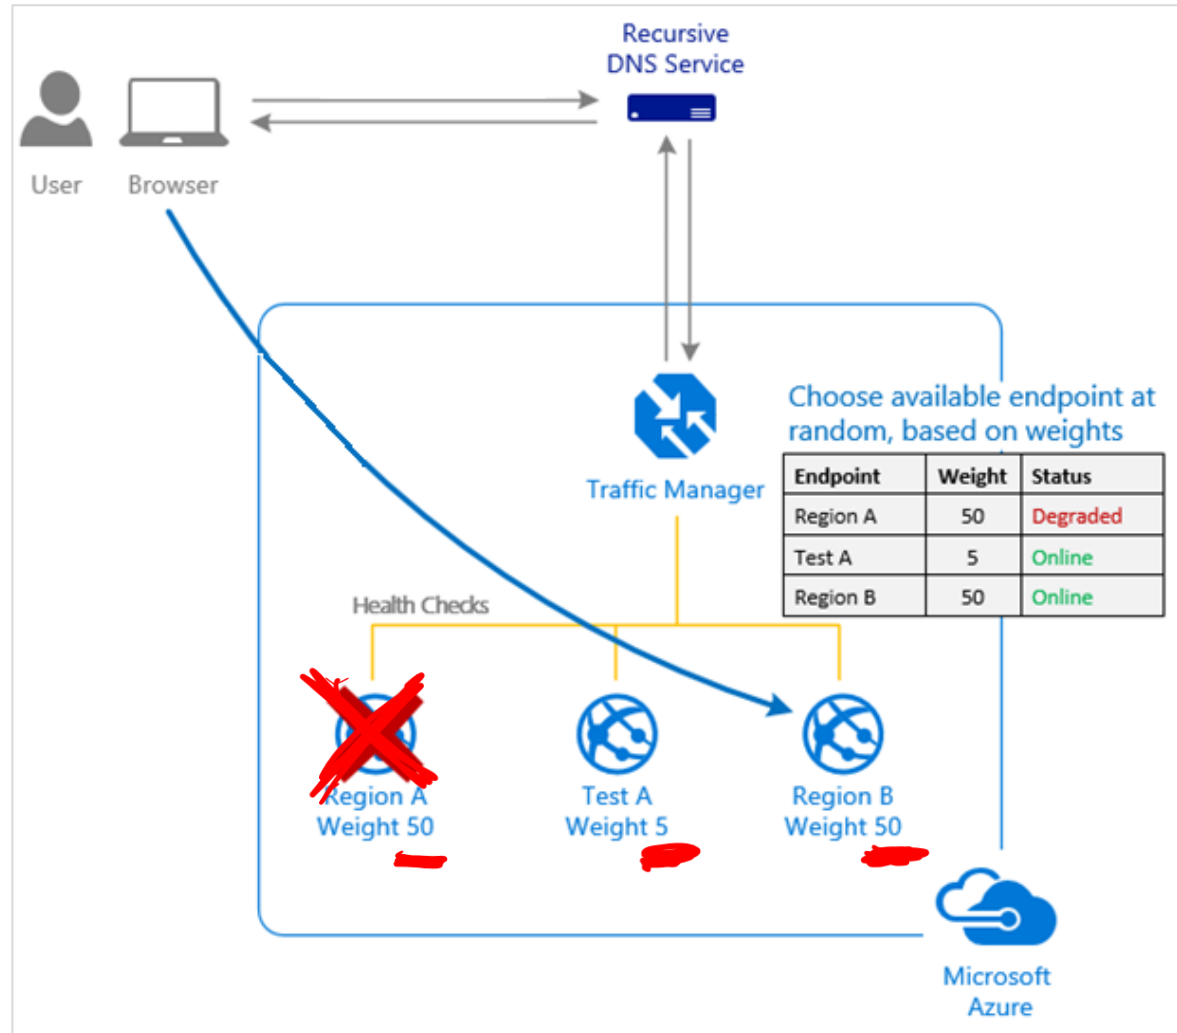 Recursive
DNS Service
User
Browser
Choose available endpoint at
random, based on weights
Endpoint Weight Status
Region A 50 Degraded
Test A 5 Online
Region B 50 Online
Traffic Manager
Health Checks
Region A
Weight 50
Test A
Weight 5
Region B
Weight 50
Microsoft
Azure